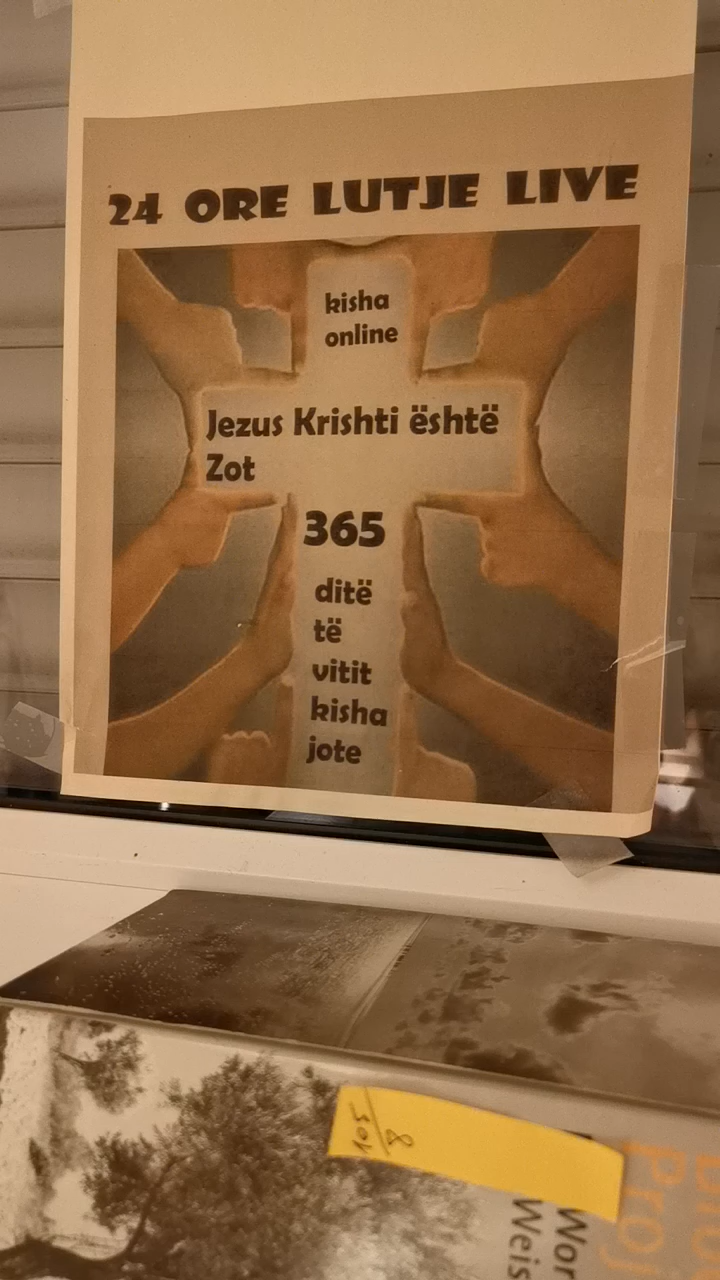 24 ORE LUTJE LIVE
kisha
online
Jezus Krishti është
Zot
365
ditë
të
vitit
kisha
jote